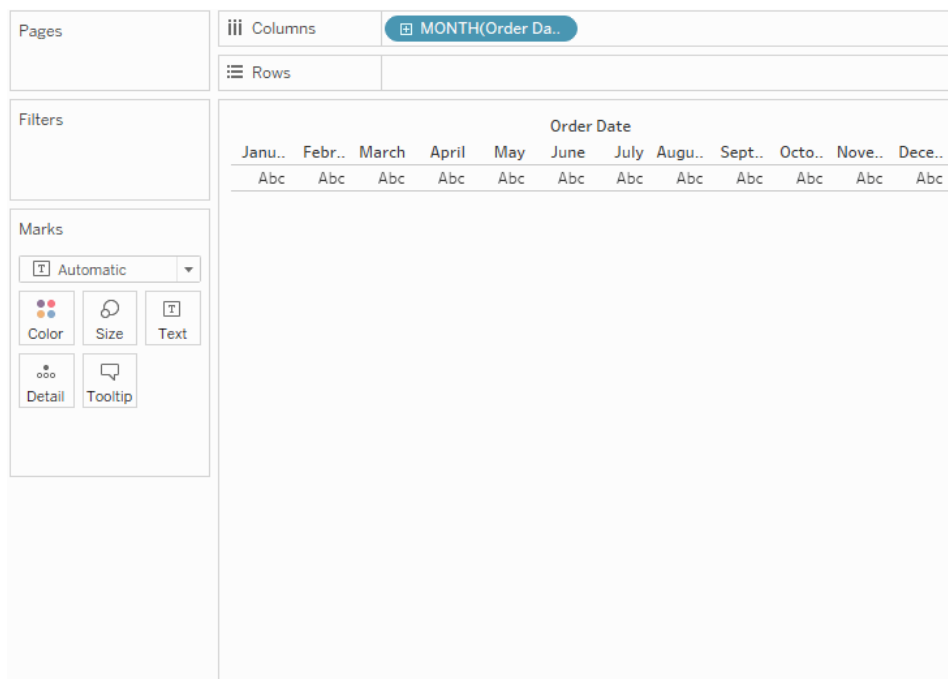 Pages
Columns
MONTH(Order Da..
Rows
Filters
Order Date
Janu.. Febr.. March April May June July Augu.. Sept.. Octo.. Nove.. Dece..
Abc Abc Abc Abc Abc Abc Abc Abc Abc Abc Abc Abc
Marks
T Automatic
T
Color Size Text
Detail Tooltip